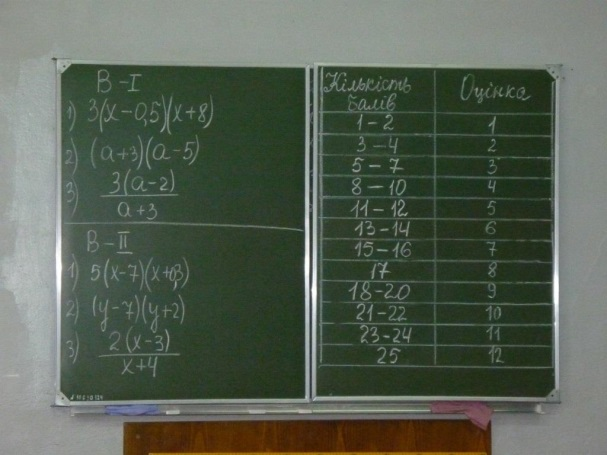 В-I
1) 3(x-0,5)(x+8)
2) (a+3)(a-5)
3) 3(a-2)
a+3
В-II
1) 5(x-7)(x+0,3)
2) (y-7)(y+2)
3) 2(x-3)
x+4
Кількість балів Оцінка
1-2 1
3-4 2
5-7 3
8-10 4
11-12 5
13-14 6
15-16 7
17 8
18-20 9
21-22 10
23-24 11
25 12